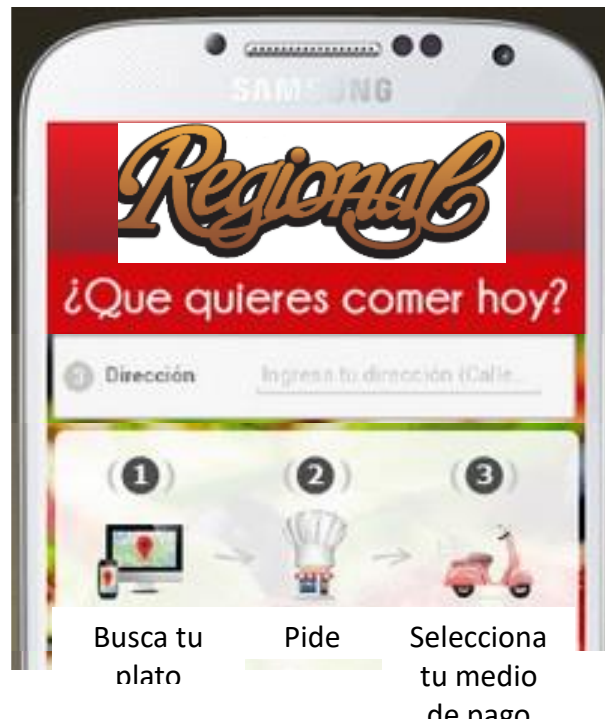 SAMSUNG
Regional
¿Que quieres comer hoy?
3 Dirección Ingresa tu dirección (Calle...
1 2 3
Busca tu plato
Pide
Selecciona tu medio de pago